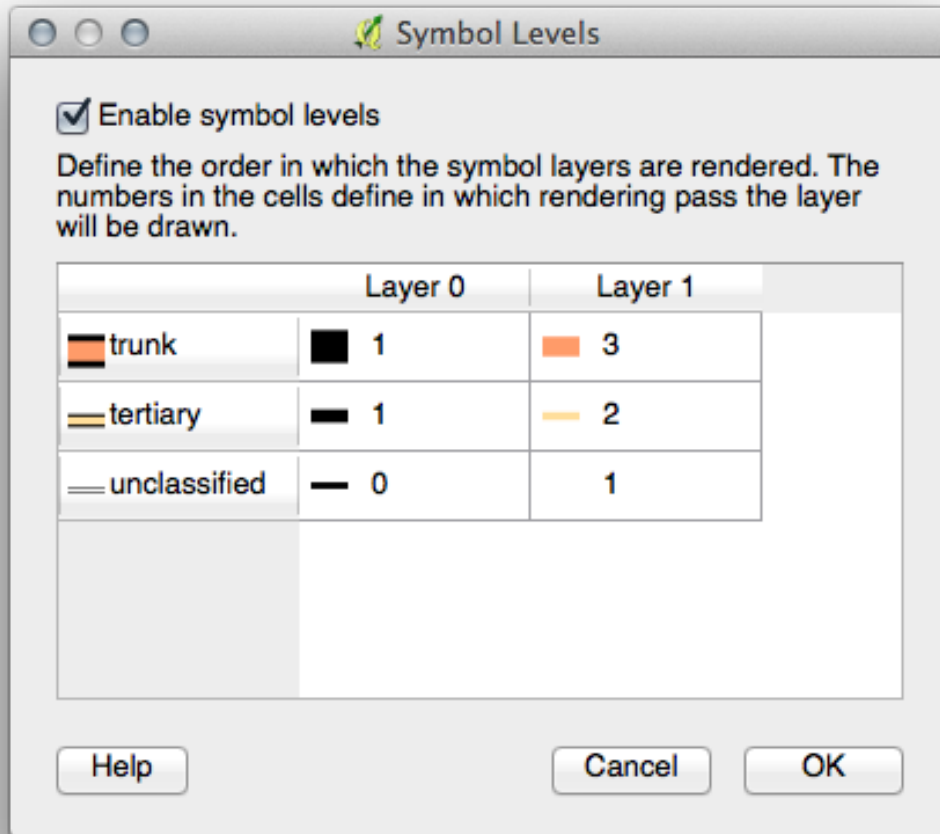 Symbol Levels
Enable symbol levels
Define the order in which the symbol layers are rendered. The
numbers in the cells define in which rendering pass the layer
will be drawn.
Layer 0 Layer 1
trunk 1 3
tertiary 1 2
unclassified 0 1
Help Cancel OK